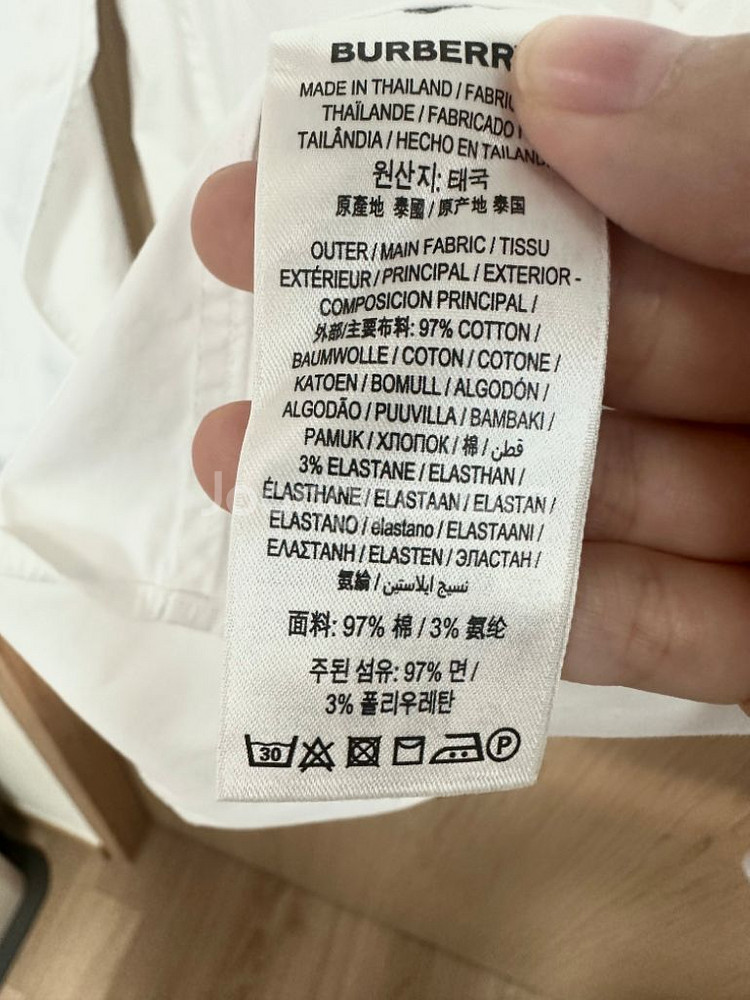 BURBERR
MADE IN THAILAND / FABRIC
THAÏLANDE / FABRICADO
TAILÂNDIA / HECHO EN TAILAND
원산지: 태국
原產地 泰國 / 原产地 泰国
OUTER / MAIN FABRIC / TISSU
EXTÉRIEUR / PRINCIPAL / EXTERIOR -
COMPOSICION PRINCIPAL /
外部/主要布料: 97% COTTON /
BAUMWOLLE / COTON / COTONE /
KATOEN / BOMULL / ALGODÓN /
ALGODÃO / PUUVILLA / BAMBAKI /
PAMUK / ХЛОПОК / 棉 / قطن
3% ELASTANE / ELASTHAN /
ÉLASTHANE / ELASTAAN / ELASTAN /
ELASTANO / elastano / ELASTAANI /
ΕΛΑΣΤΑΝΗ / ELASTEN / ЭЛАСТАН /
氨綸 / نسيج ايلاستين
面料: 97% 棉 / 3% 氨纶
주된 섬유: 97% 면 /
3% 폴리우레탄
30 P